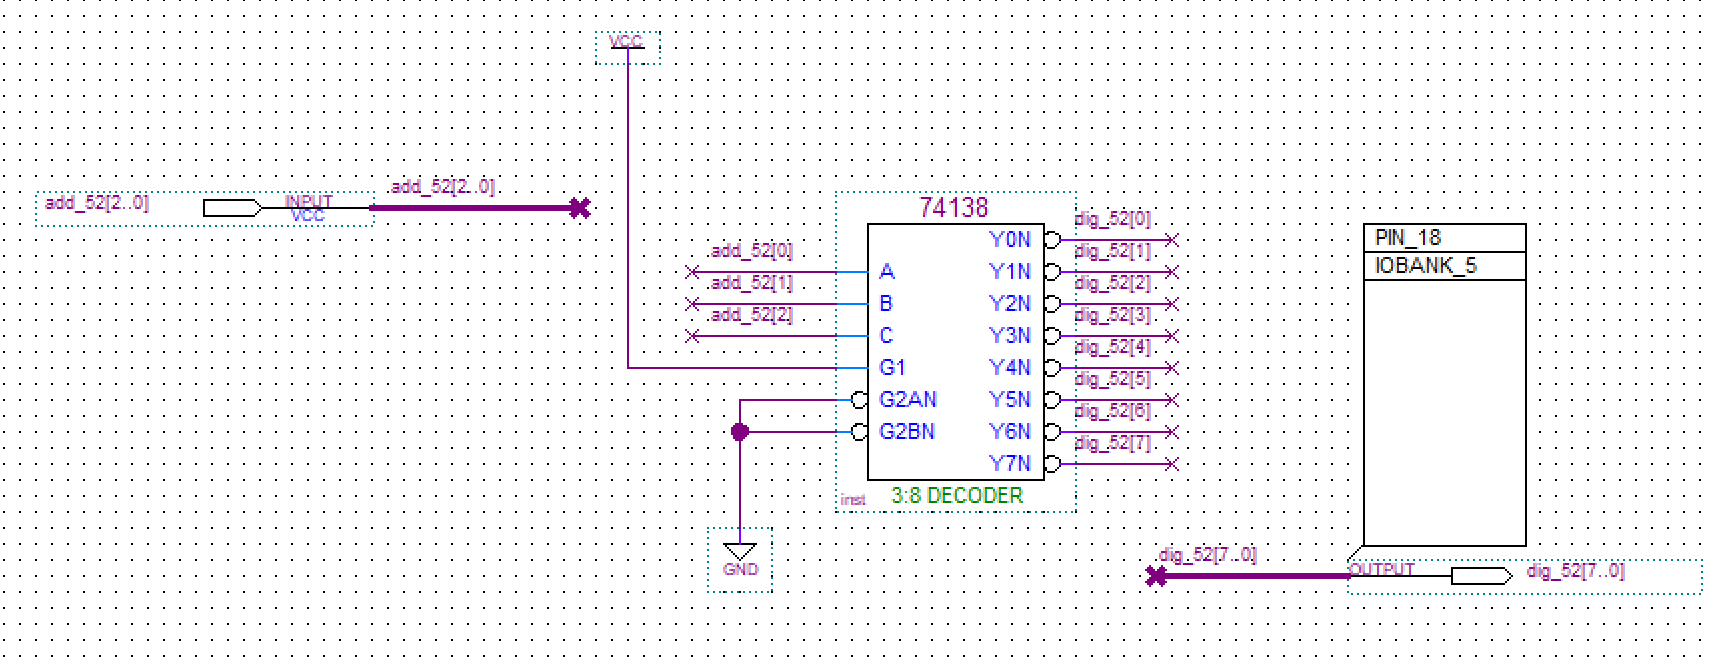 VCC
add_52[2..0]
INPUT
VCC
add_52[2..0]
74138
add_52[0]
add_52[1]
add_52[2]
A
B
C
G1
G2AN
G2BN
Y0N
Y1N
Y2N
Y3N
Y4N
Y5N
Y6N
Y7N
dig_52[0]
dig_52[1]
dig_52[2]
dig_52[3]
dig_52[4]
dig_52[5]
dig_52[6]
dig_52[7]
inst
3:8 DECODER
GND
PIN_18
IOBANK_5
dig_52[7..0]
OUTPUT
dig_52[7..0]